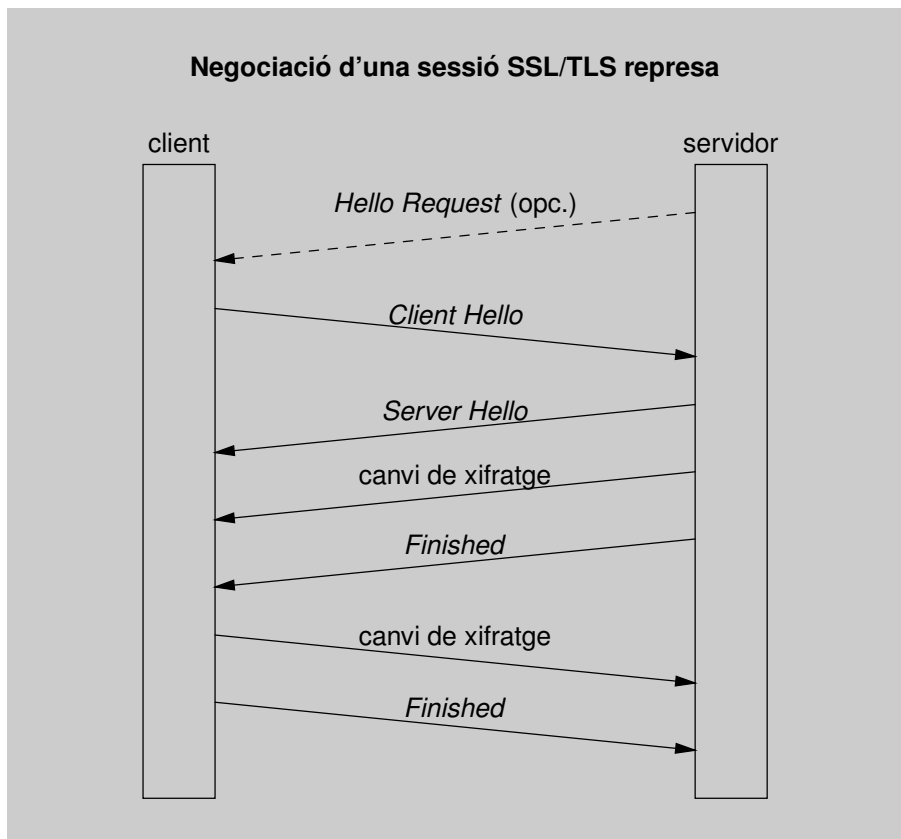 Negociació d'una sessió SSL/TLS represa
client
servidor
Hello Request (opc.)
Client Hello
Server Hello
canvi de xifratge
Finished
canvi de xifratge
Finished